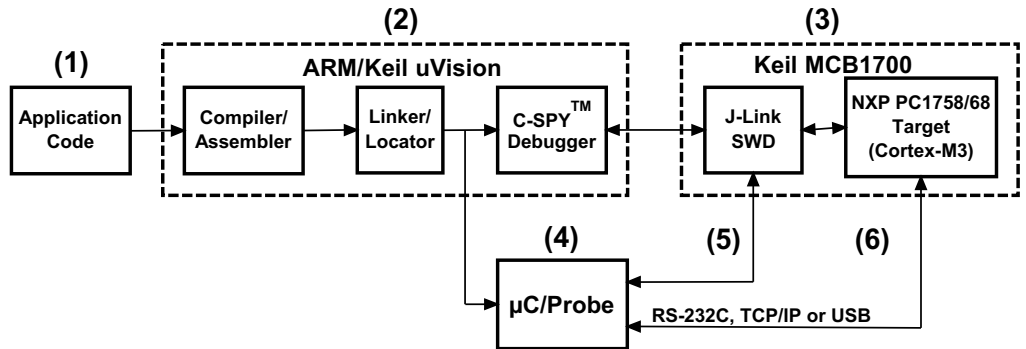 (1)
(2)
(3)
ARM/Keil uVision
Keil MCB1700
Application
Code
Compiler/
Assembler
Linker/
Locator
C-SPY™
Debugger
J-Link
SWD
NXP PC1758/68
Target
(Cortex-M3)
(4)
(5)
(6)
µC/Probe
RS-232C, TCP/IP or USB